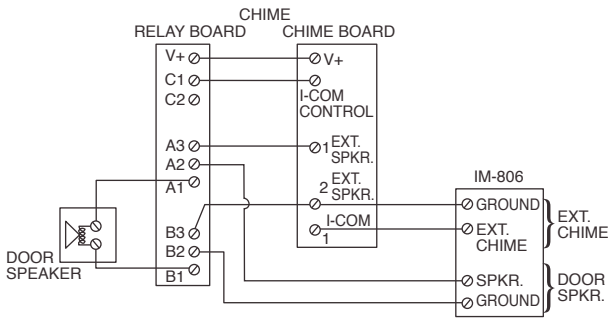 CHIME
RELAY BOARD
CHIME BOARD
V+
C1
C2
A3
A2
A1
B3
B2
B1
V+
I-COM
CONTROL
1 EXT.
SPKR.
2 EXT.
SPKR.
I-COM
1
DOOR
SPEAKER
IM-806
GROUND
EXT.
CHIME
SPKR.
GROUND
EXT.
CHIME
DOOR
SPKR.